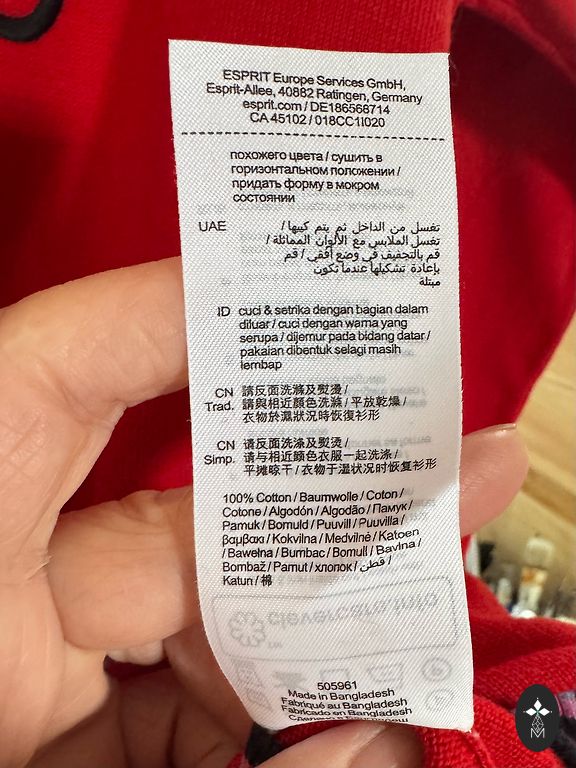 ESPRIT Europe Services GmbH,
Esprit-Allee, 40882 Ratingen, Germany
esprit.com / DE186568714
CA 45102 / 018CC1I020
похожего цвета / сушить в
горизонтальном положении /
придать форму в мокром
состоянии
UAE تغسل من الداخل ثم يتم كيها /
تغسل الملابس مع الألوان المماثلة /
قم بالتجفيف في وضع أفقي / قم
بإعادة تشكيلها عندما تكون
مبتلة
ID cuci & setrika dengan bagian dalam
diluar / cuci dengan warna yang
serupa / dijemur pada bidang datar /
pakaian dibentuk selagi masih
lembap
CN 請反面洗滌及熨燙 /
Trad. 請與相近顏色洗滌 / 平放乾燥 /
衣物於濕狀況時恢復衫形
CN 请反面洗涤及熨烫 /
Simp. 请与相近颜色衣服一起洗涤 /
平摊晾干 / 衣物于湿状况时恢复衫形
100% Cotton / Baumwolle / Coton /
Cotone / Algodón / Algodão / Памук /
Pamuk / Bomuld / Puuvill / Puuvilla /
βαμβακι / Kokvilna / Medvilnė / Katoen
/ Bawełna / Bumbac / Bomull / Bavlna /
Bombaž / Pamut / хлопок / قطن /
Katun / 棉
clevercare.info
505961
Made in Bangladesh
Fabriqué au Bangladesh
Fabricado en Bangladesh
M